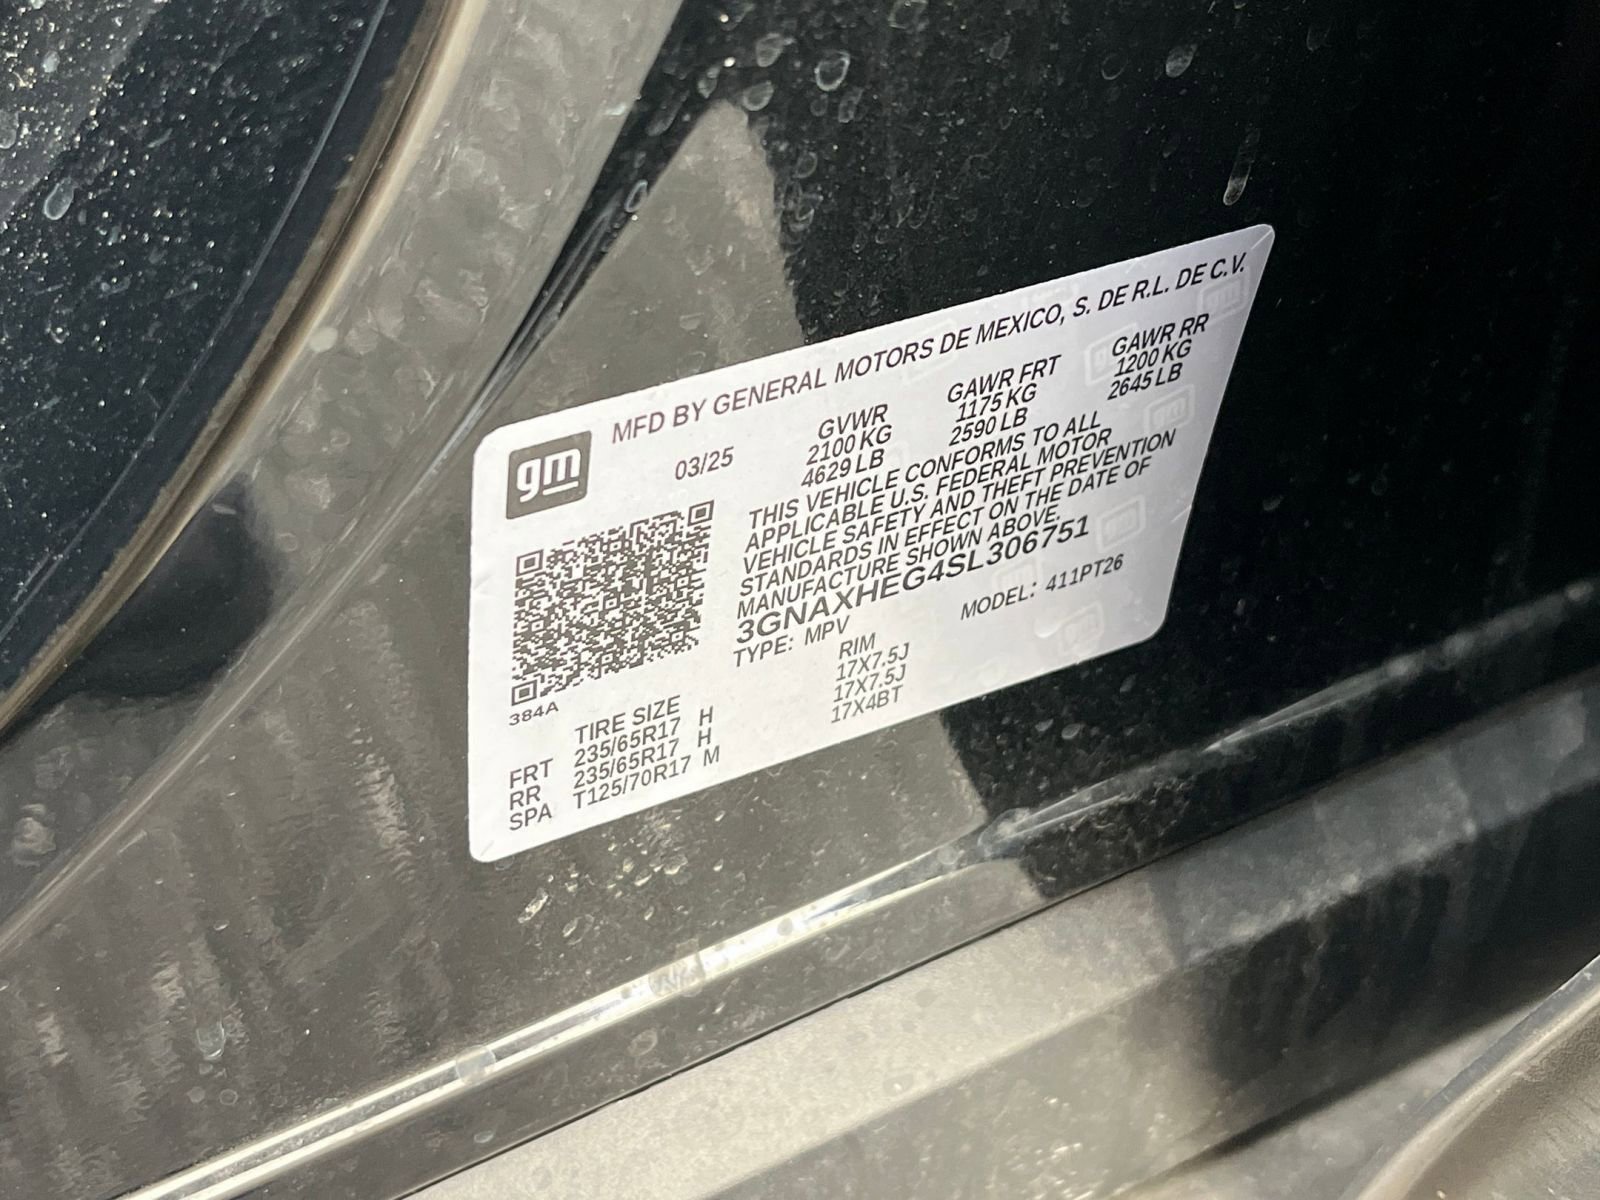 gm
MFD BY GENERAL MOTORS DE MEXICO, S. DE R.L. DE C.V.
03/25
GVWR GAWR FRT GAWR RR
2100 KG 1175 KG 1200 KG
4629 LB 2590 LB 2645 LB
THIS VEHICLE CONFORMS TO ALL
APPLICABLE U.S. FEDERAL MOTOR
VEHICLE SAFETY AND THEFT PREVENTION
STANDARDS IN EFFECT ON THE DATE OF
MANUFACTURE SHOWN ABOVE.
3GNAXHEG4SL306751
TYPE: MPV MODEL: 411PT26
384A
TIRE SIZE RIM
FRT 235/65R17 H 17X7.5J
RR 235/65R17 H 17X7.5J
SPA T125/70R17 M 17X4BT